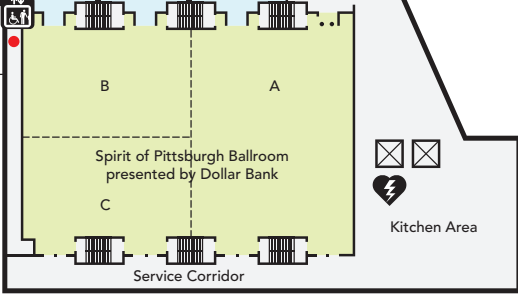 B
A
Spirit of Pittsburgh Ballroom
presented by Dollar Bank
C
Kitchen Area
Service Corridor